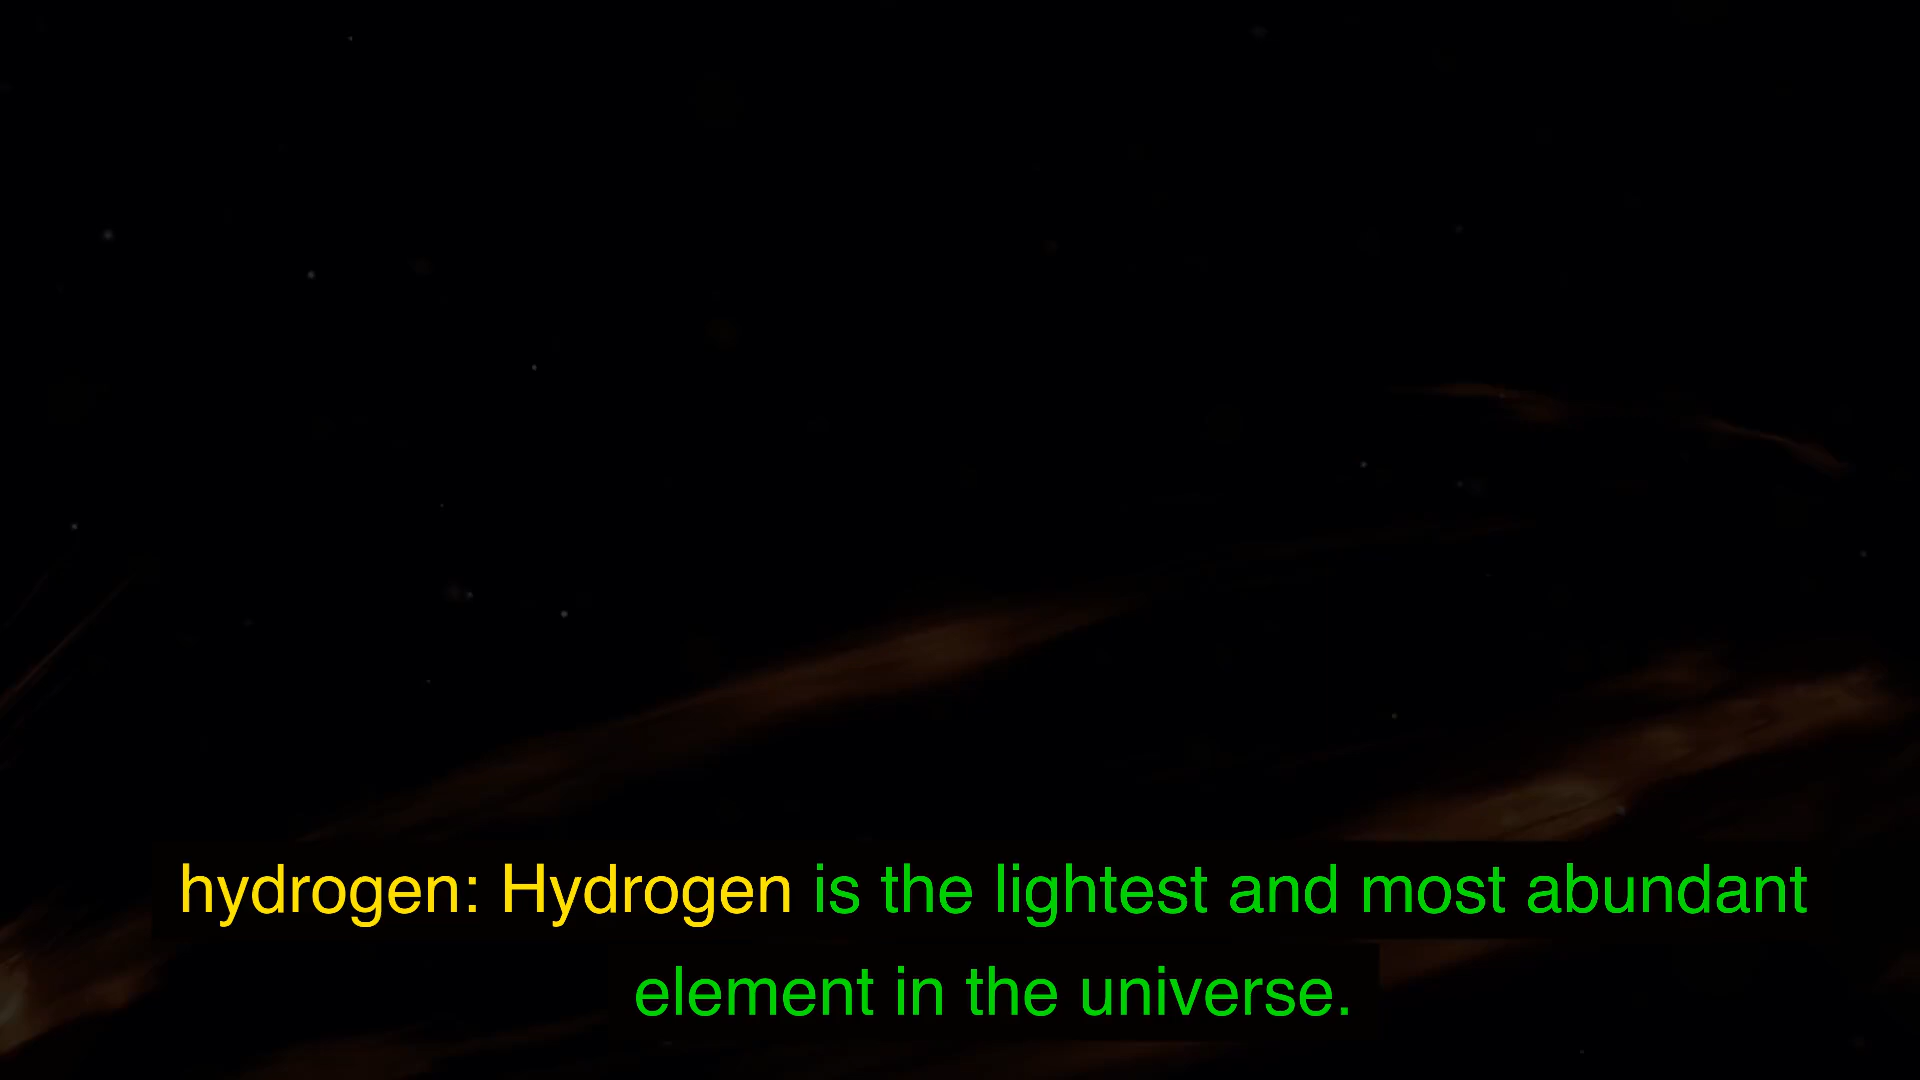 hydrogen: Hydrogen is the lightest and most abundant
element in the universe.